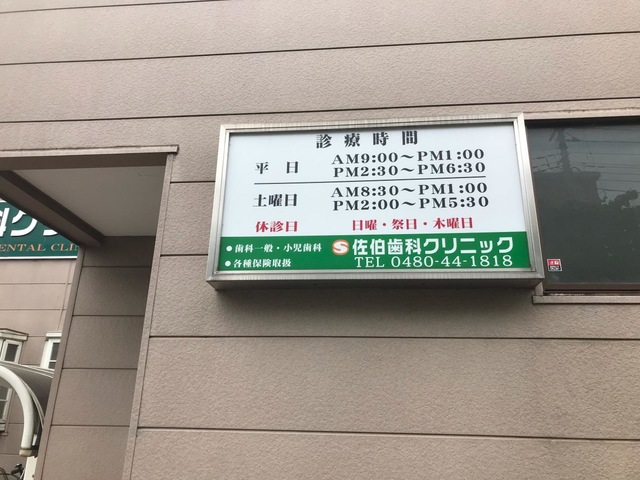 診療時間
平日 AM9:00～PM1:00
PM2:30～PM6:30
土曜日 AM8:30～PM1:00
PM2:00～PM5:30
休診日 日曜・祭日・木曜日
●歯科一般・小児歯科
●各種保険取扱
S 佐伯歯科クリニック
TEL 0480-44-1818
科ク
ENTAL CLI